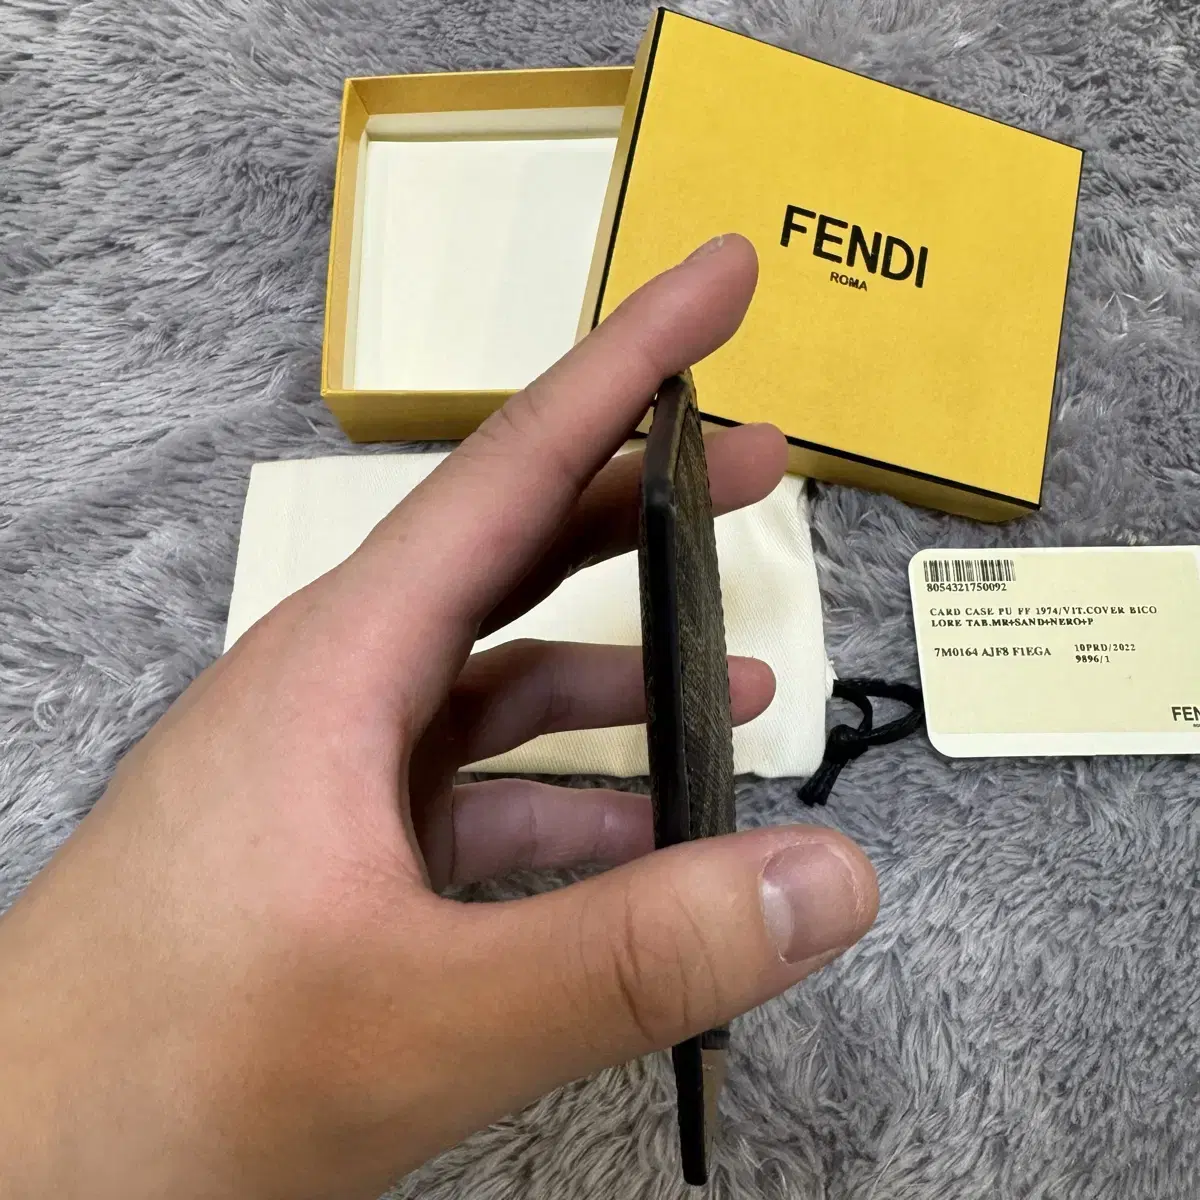 FENDI
ROMA
8054321750092
CARD CASE PU FF 1974/VIT.COVER BICO
LORE TAB.MR+SAND+NERO+P
7M0164 AJF8 F1EGA 10PRD/2022
9896/1
FEN